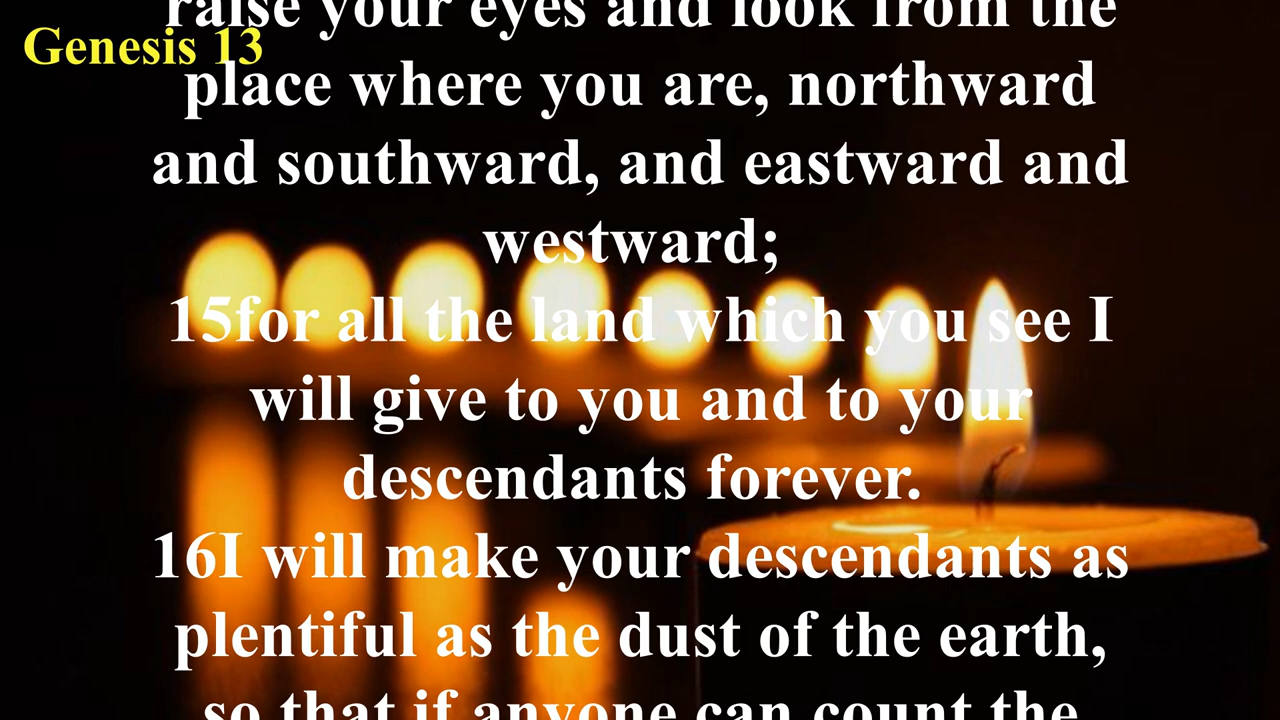 raise your eyes and look from the
Genesis 13
place where you are, northward
and southward, and eastward and
westward;
15for all the land which you see I
will give to you and to your
descendants forever.
16I will make your descendants as
plentiful as the dust of the earth,
so that if anyone can count the